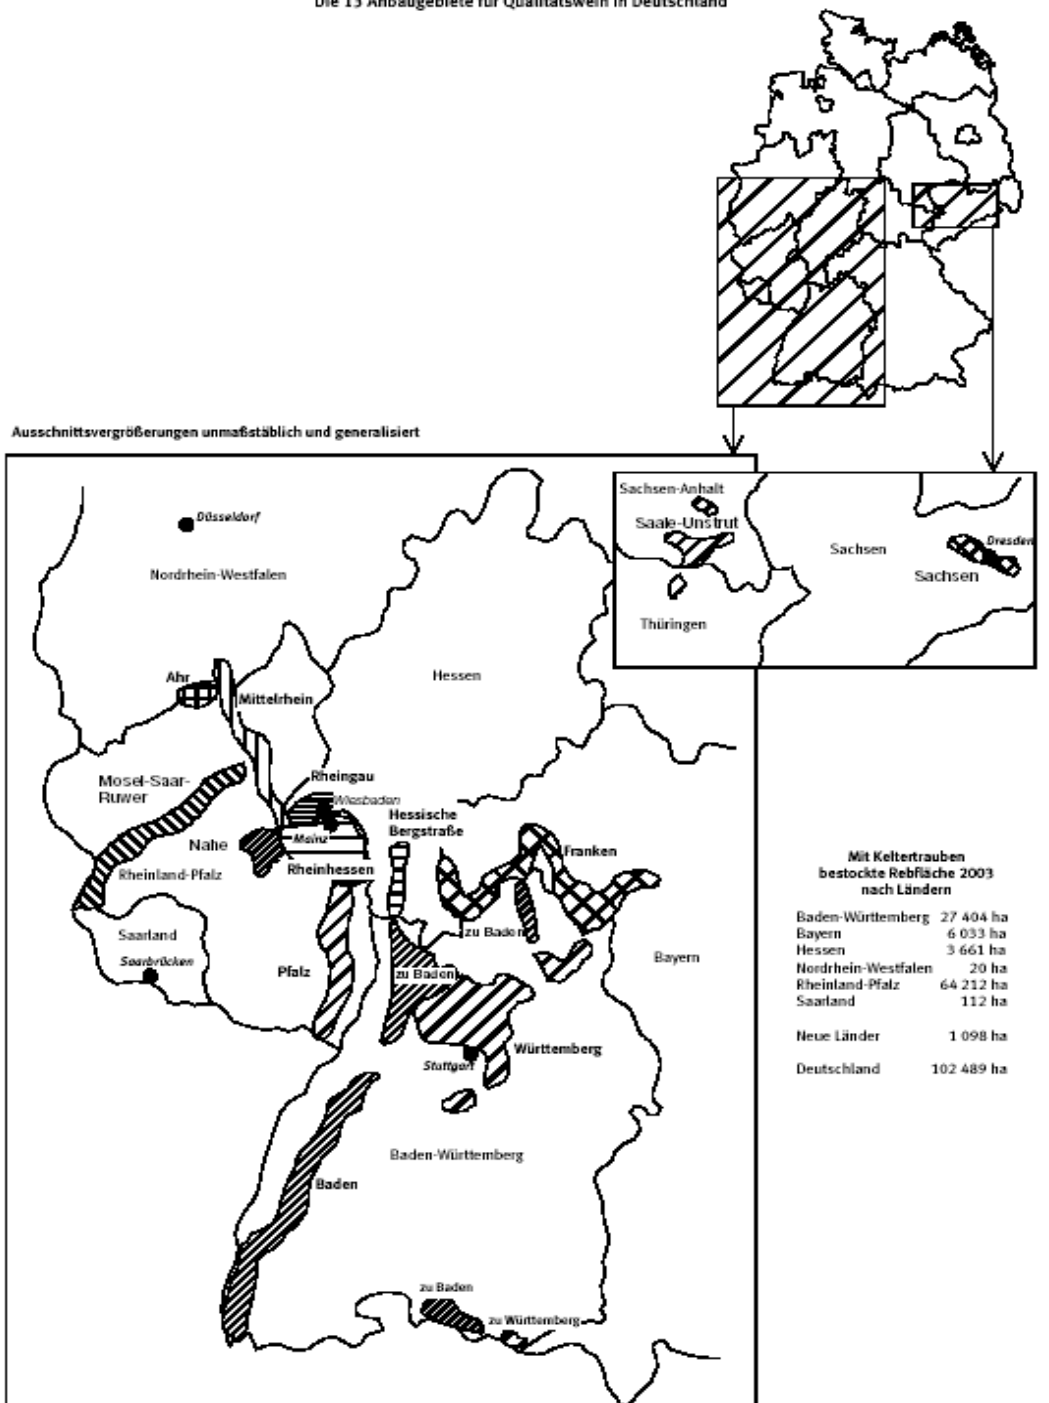 Die 13 Anbaugebiete für Qualitätswein in Deutschland
Ausschnittsvergrößerungen unmaßstäblich und generalisiert
Düsseldorf
Nordrhein-Westfalen
Sachsen-Anhalt
Saale-Unstrut
Thüringen
Sachsen
Dresden
Sachsen
Hessen
Ahr
Mittelrhein
Mosel-Saar-
Ruwer
Rheingau
Wiesbaden
Hessische
Bergstraße
Mainz
Nahe
Rheinhessen
Rheinland-Pfalz
Franken
Saarland
Saarbrücken
Pfalz
zu Baden
zu Baden
Bayern
Württemberg
Stuttgart
Baden-Württemberg
Baden
zu Baden
zu Württemberg
Mit Keltertrauben
bestockte Rebfläche 2003
nach Ländern
Baden-Württemberg 27 404 ha
Bayern 6 033 ha
Hessen 3 661 ha
Nordrhein-Westfalen 20 ha
Rheinland-Pfalz 64 212 ha
Saarland 112 ha
Neue Länder 1 098 ha
Deutschland 102 489 ha